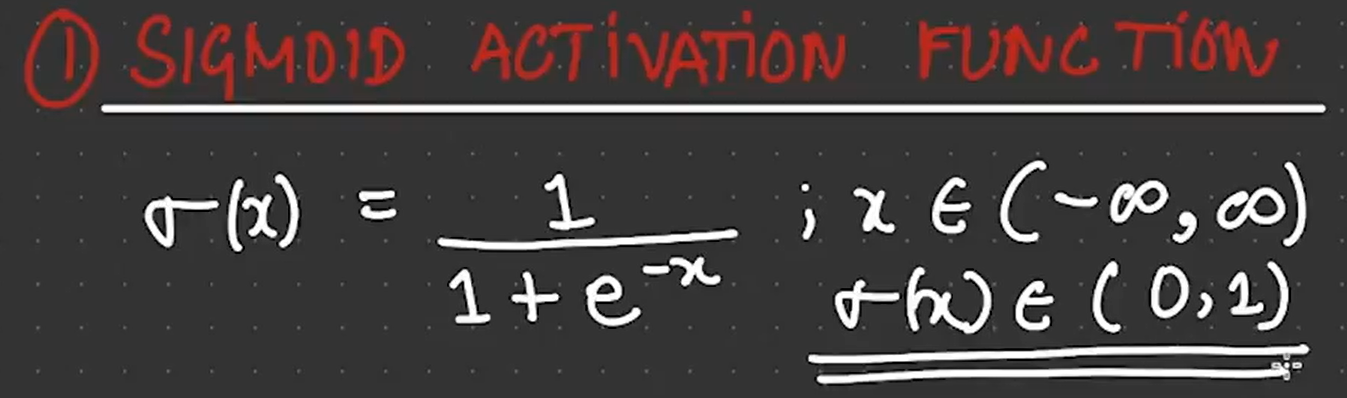 ① SIGMOID ACTIVATION FUNCTION
σ(x) = 1 / (1 + e^-x) ; x ∈ (-∞, ∞)
σ(x) ∈ (0, 1)